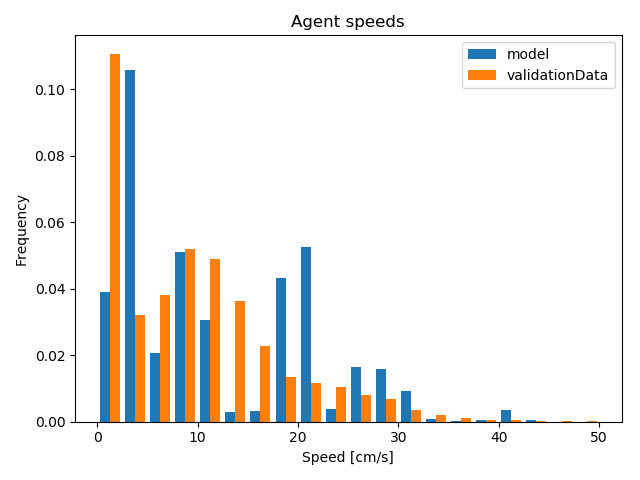 Agent speeds
model
validationData
0.10
0.08
0.06
0.04
0.02
0.00
Frequency
0 10 20 30 40 50
Speed [cm/s]